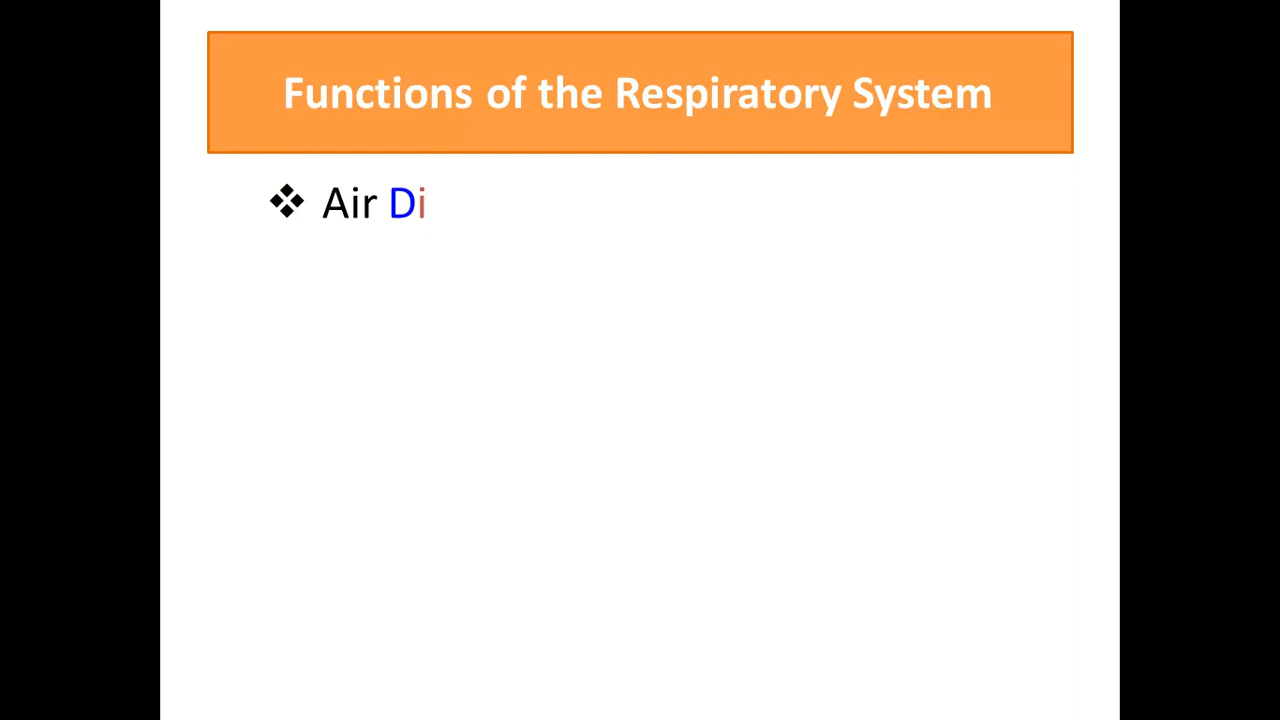 Functions of the Respiratory System
❖ Air Di